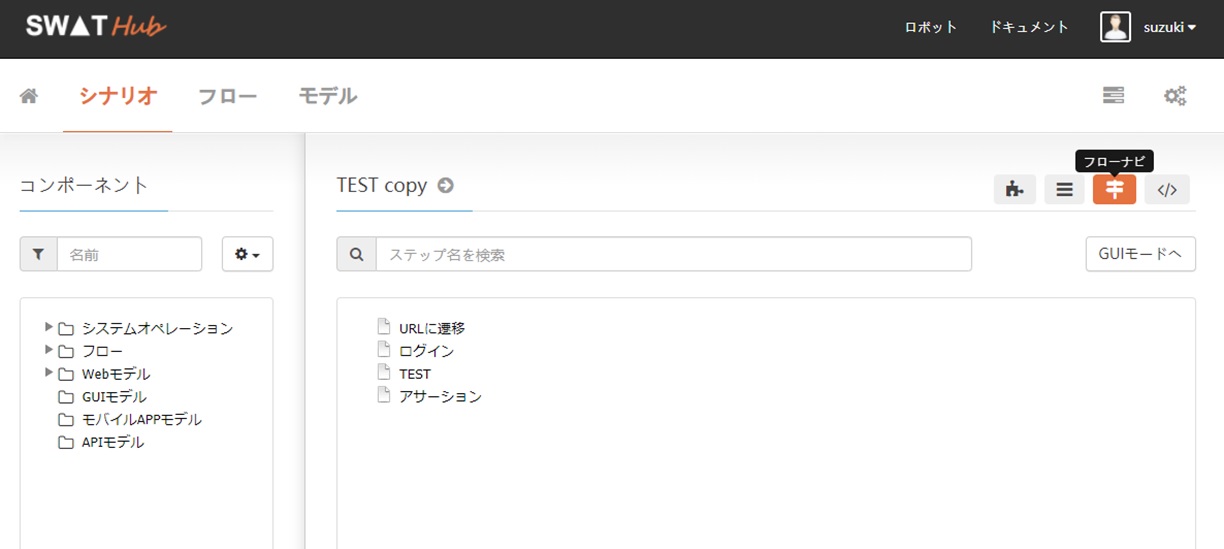 SWAT Hub
ロボット
ドキュメント
suzuki
シナリオ
フロー
モデル
フローナビ
コンポーネント
TEST copy
</>
名前
ステップ名を検索
GUIモードへ
システムオペレーション
フロー
Webモデル
GUIモデル
モバイルAPPモデル
APIモデル
URLに遷移
ログイン
TEST
アサーション